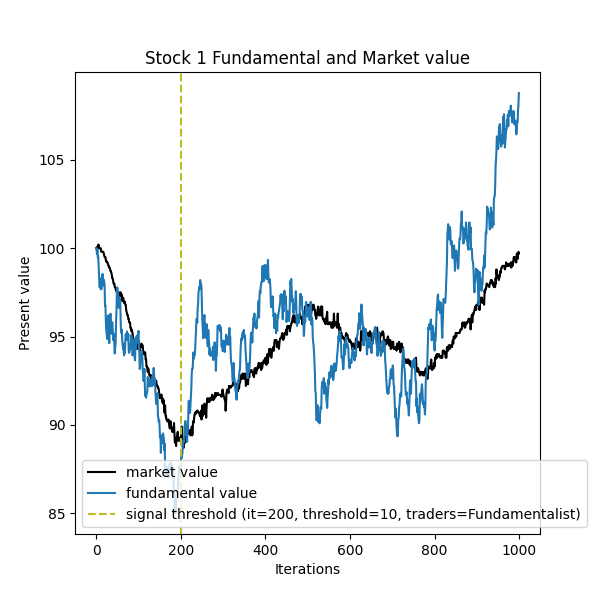 Stock 1 Fundamental and Market value
Present value
105
100
95
90
85
market value
fundamental value
signal threshold (it=200, threshold=10, traders=Fundamentalist)
0 200 400 600 800 1000
Iterations